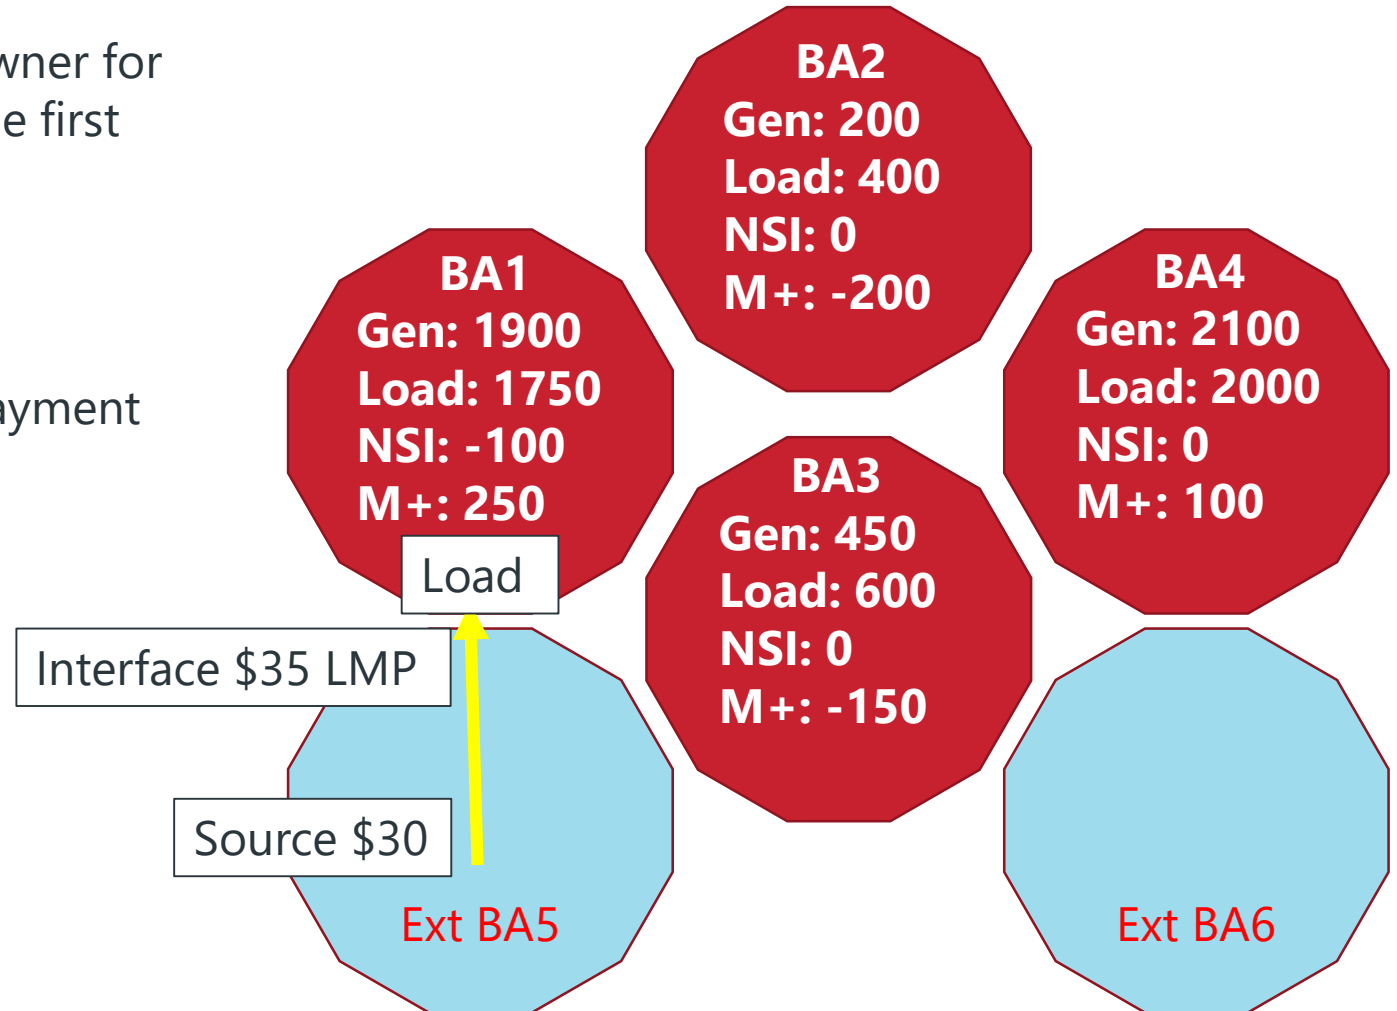 wner for
e first
ayment
BA2
Gen: 200
Load: 400
NSI: 0
M+: -200
BA1
Gen: 1900
Load: 1750
NSI: -100
M+: 250
BA4
Gen: 2100
Load: 2000
NSI: 0
M+: 100
BA3
Gen: 450
Load: 600
NSI: 0
M+: -150
Load
Interface $35 LMP
Source $30
Ext BA5
Ext BA6